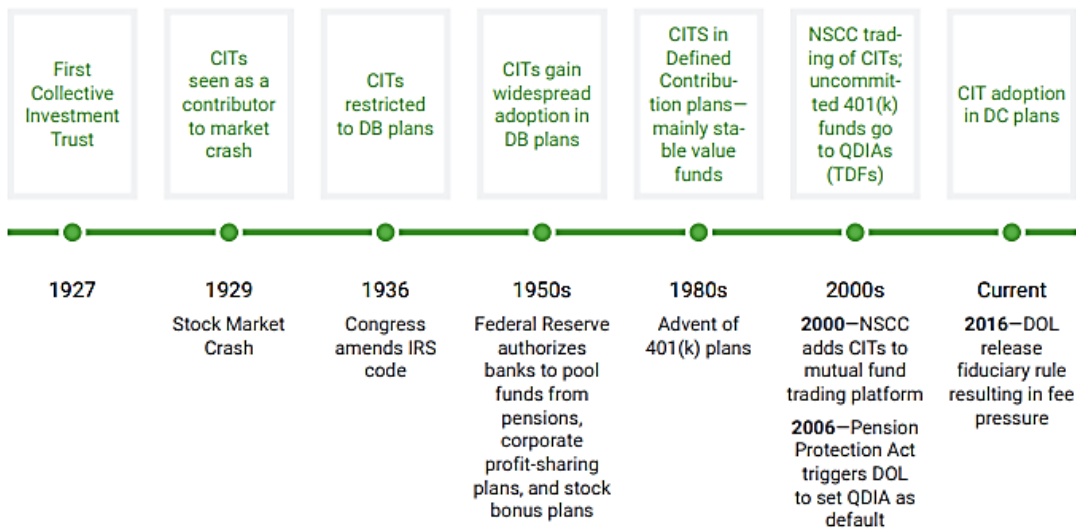 First
Collective
Investment
Trust
CITs
seen as a
contributor
to market
crash
CITs
restricted
to DB plans
CITs gain
widespread
adoption in
DB plans
CITS in
Defined
Contribu-
tion plans—
mainly sta-
ble value
funds
NSCC trad-
ing of CITs;
uncommit-
ted 401(k)
funds go
to QDIAs
(TDFs)
CIT adoption
in DC plans
1927
1929
Stock Market
Crash
1936
Congress
amends IRS
code
1950s
Federal Reserve
authorizes
banks to pool
funds from
pensions,
corporate
profit-sharing
plans, and stock
bonus plans
1980s
Advent of
401(k) plans
2000s
2000—NSCC
adds CITs to
mutual fund
trading platform
2006—Pension
Protection Act
triggers DOL
to set QDIA as
default
Current
2016—DOL
release
fiduciary rule
resulting in fee
pressure